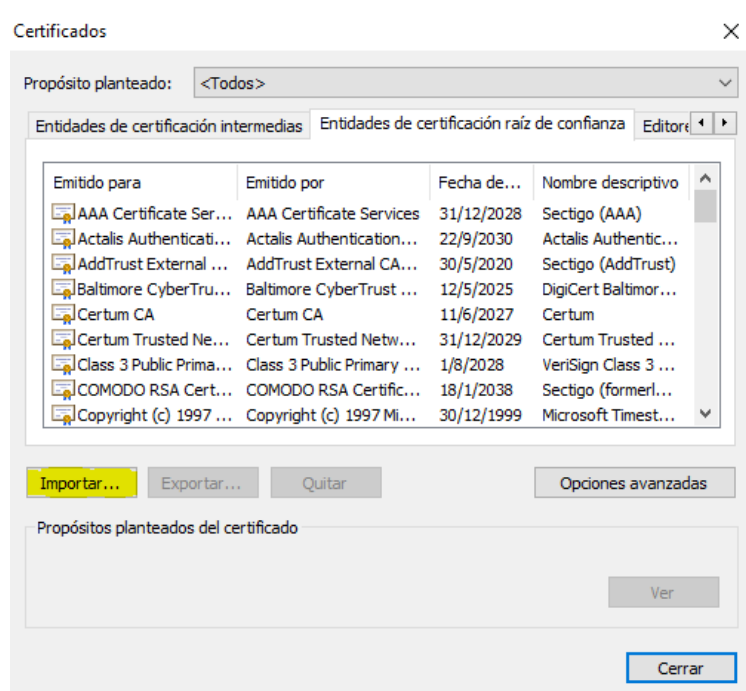 Certificados
Propósito planteado: <Todos>
Entidades de certificación intermedias Entidades de certificación raíz de confianza Editore
Emitido para Emitido por Fecha de... Nombre descriptivo
AAA Certificate Ser... AAA Certificate Services 31/12/2028 Sectigo (AAA)
Actalis Authenticati... Actalis Authentication... 22/9/2030 Actalis Authentic...
AddTrust External ... AddTrust External CA... 30/5/2020 Sectigo (AddTrust)
Baltimore CyberTru... Baltimore CyberTrust ... 12/5/2025 DigiCert Baltimor...
Certum CA Certum CA 11/6/2027 Certum
Certum Trusted Ne... Certum Trusted Netw... 31/12/2029 Certum Trusted ...
Class 3 Public Prima... Class 3 Public Primary ... 1/8/2028 VeriSign Class 3 ...
COMODO RSA Cert... COMODO RSA Certific... 18/1/2038 Sectigo (formerl...
Copyright (c) 1997 ... Copyright (c) 1997 Mi... 30/12/1999 Microsoft Timest...
Importar... Exportar... Quitar Opciones avanzadas
Propósitos planteados del certificado
Ver
Cerrar